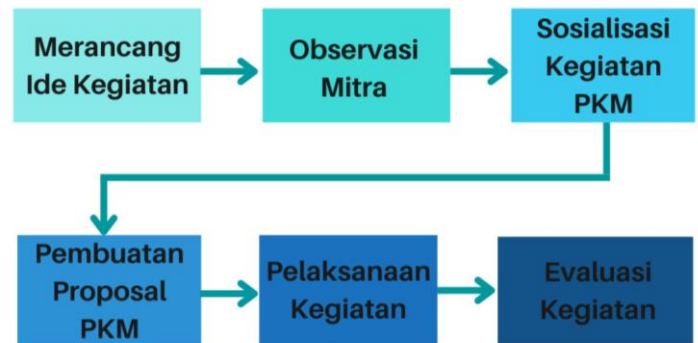 Merancang
Ide Kegiatan
Observasi
Mitra
Sosialisasi
Kegiatan
PKM
Pembuatan
Proposal
PKM
Pelaksanaan
Kegiatan
Evaluasi
Kegiatan